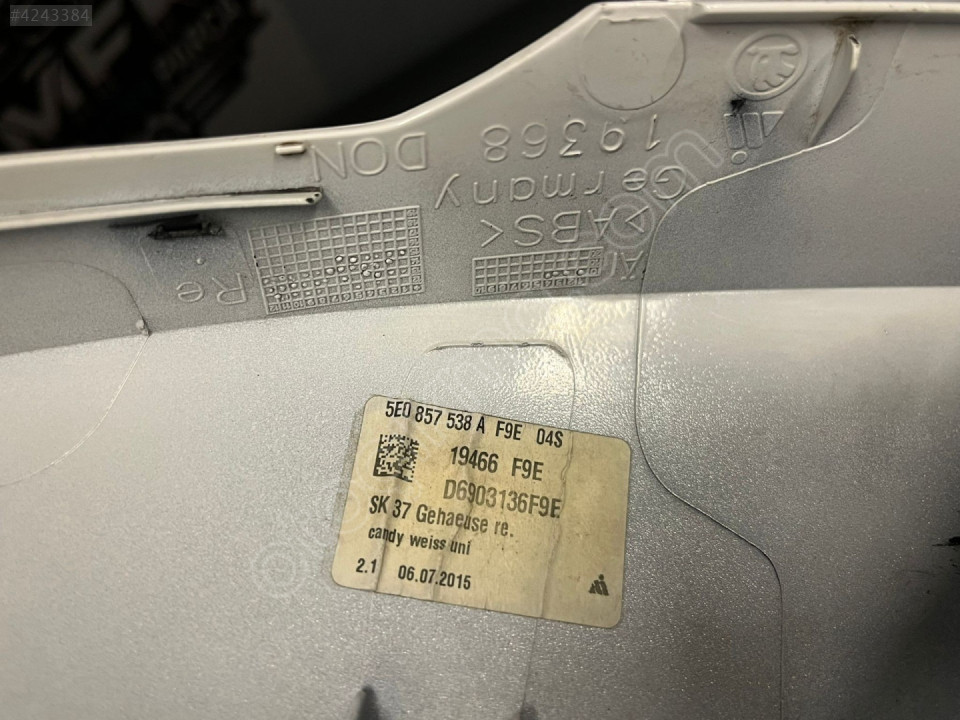 #4243384
19368 DON
Germany
>ABS<
Re
5E0 857 538 A F9E 04S
19466 F9E
D6903136F9E
SK 37 Gehaeuse re.
candy weiss uni
2.1 06.07.2015